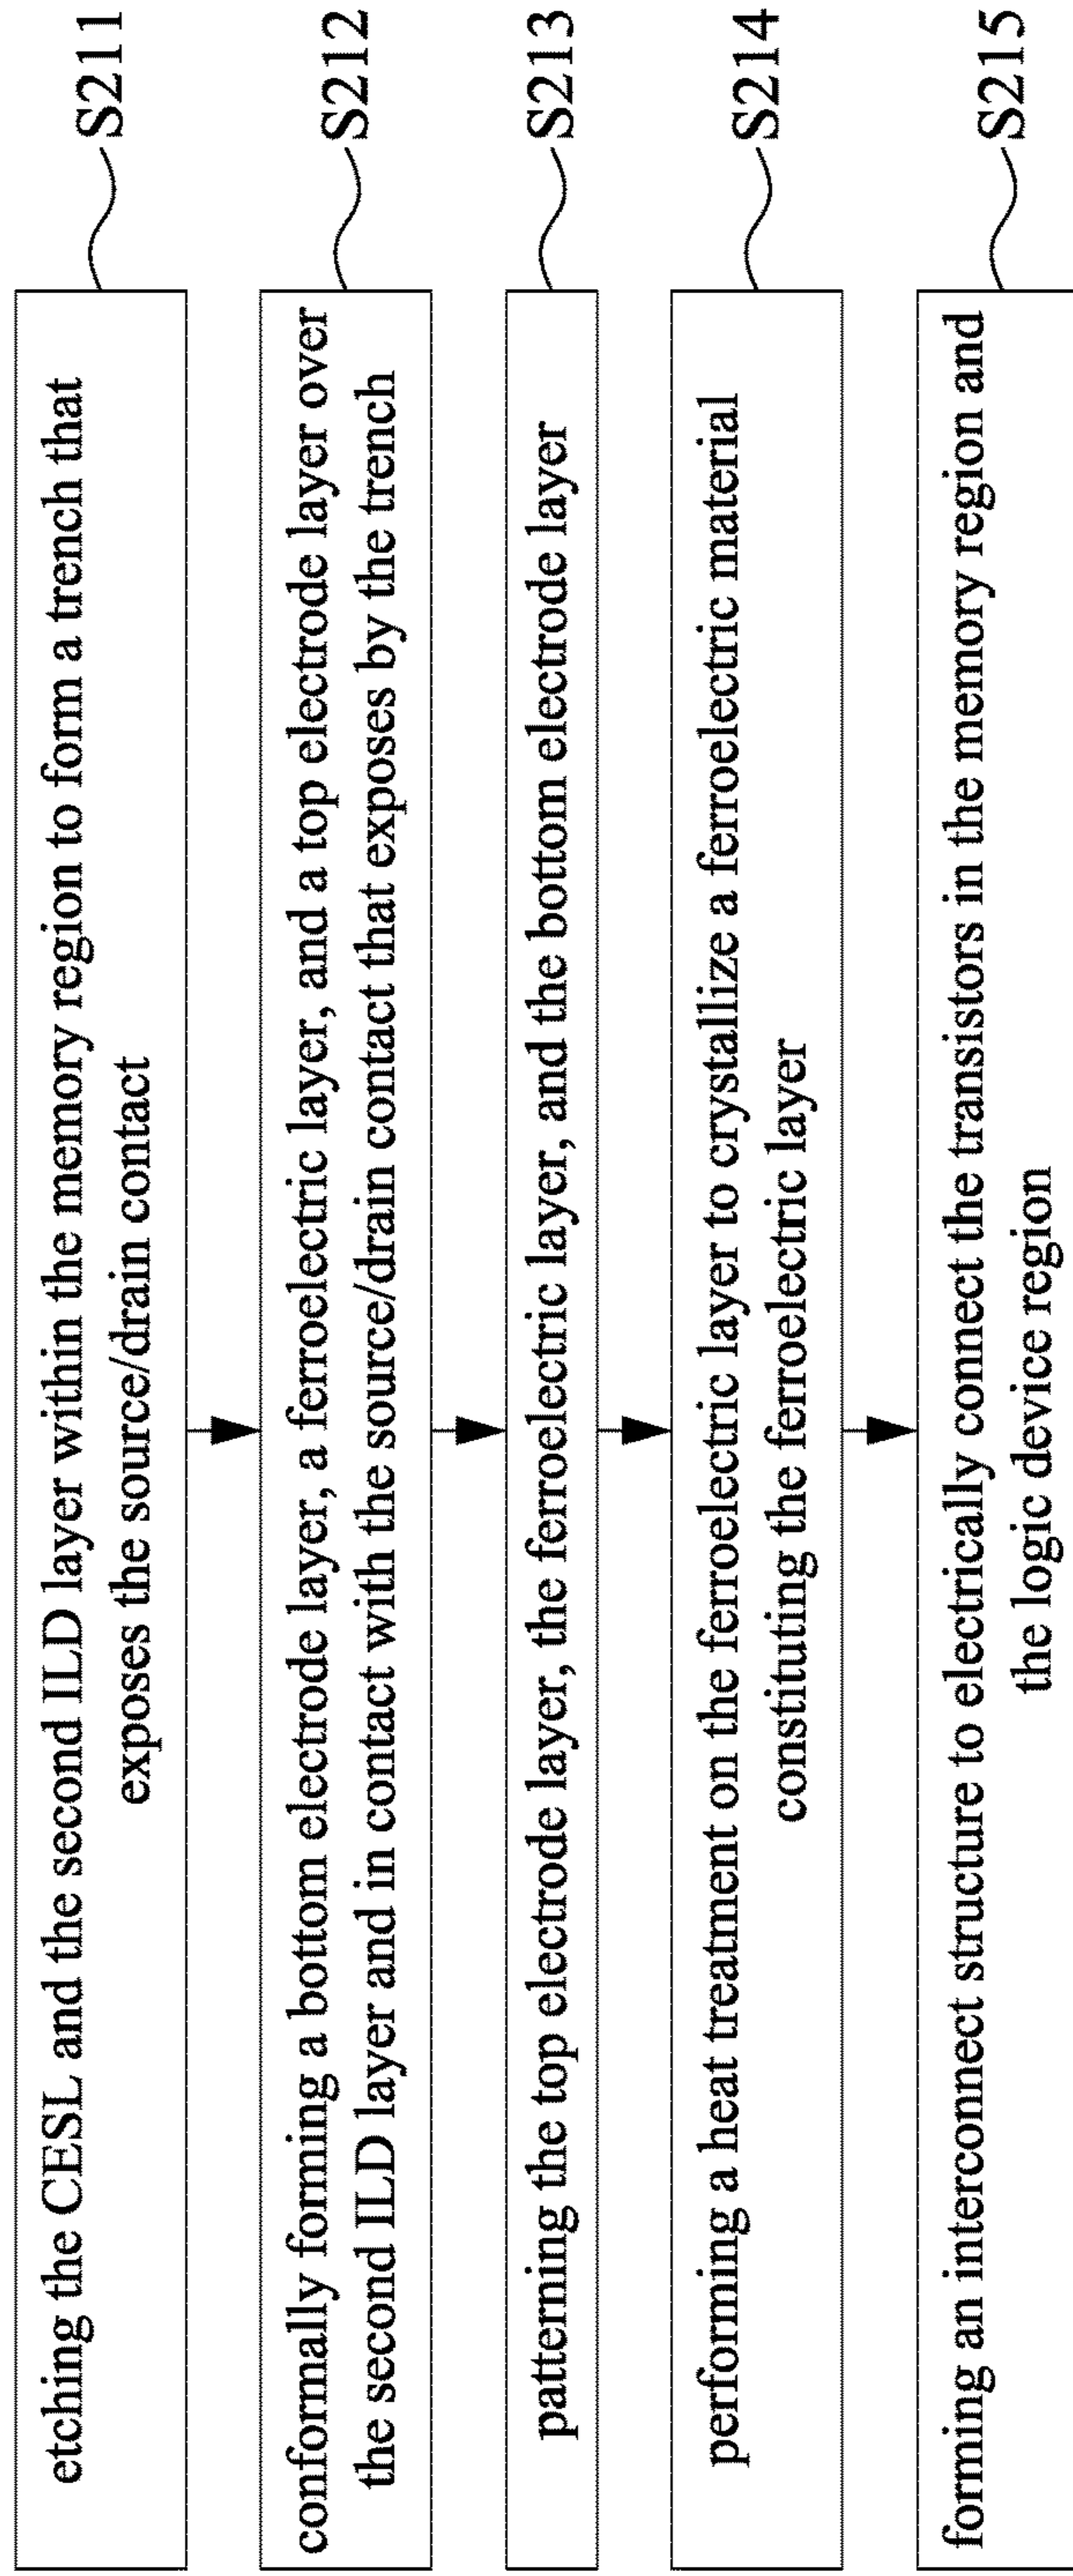 etching the CESL and the second ILD layer within the memory region to form a trench that
exposes the source/drain contact
S211
conformally forming a bottom electrode layer, a ferroelectric layer, and a top electrode layer over
the second ILD layer and in contact with the source/drain contact that exposes by the trench
S212
patterning the top electrode layer, the ferroelectric layer, and the bottom electrode layer
S213
performing a heat treatment on the ferroelectric layer to crystallize a ferroelectric material
constituting the ferroelectric layer
S214
forming an interconnect structure to electrically connect the transistors in the memory region and
the logic device region
S215